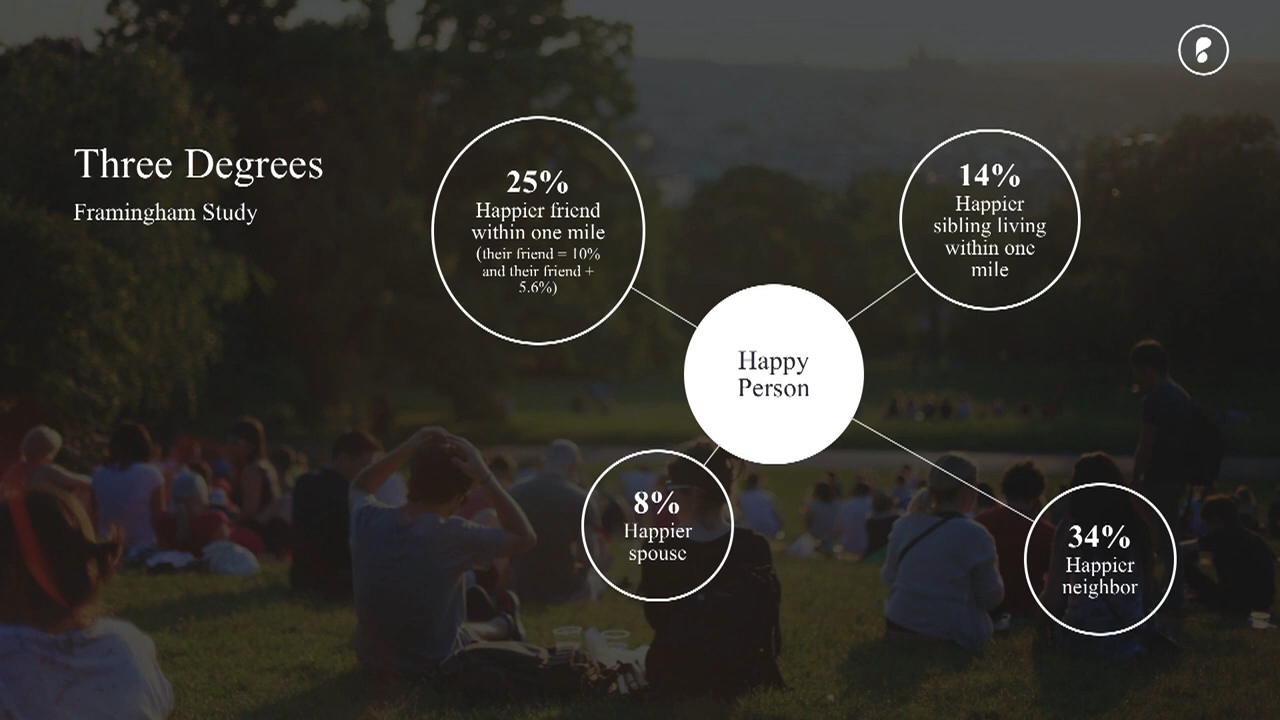 Three Degrees
Framingham Study
25%
Happier friend
within one mile
(their friend = 10%
and their friend +
5.6%)
14%
Happier
sibling living
within one
mile
Happy
Person
8%
Happier
spouse
34%
Happier
neighbor